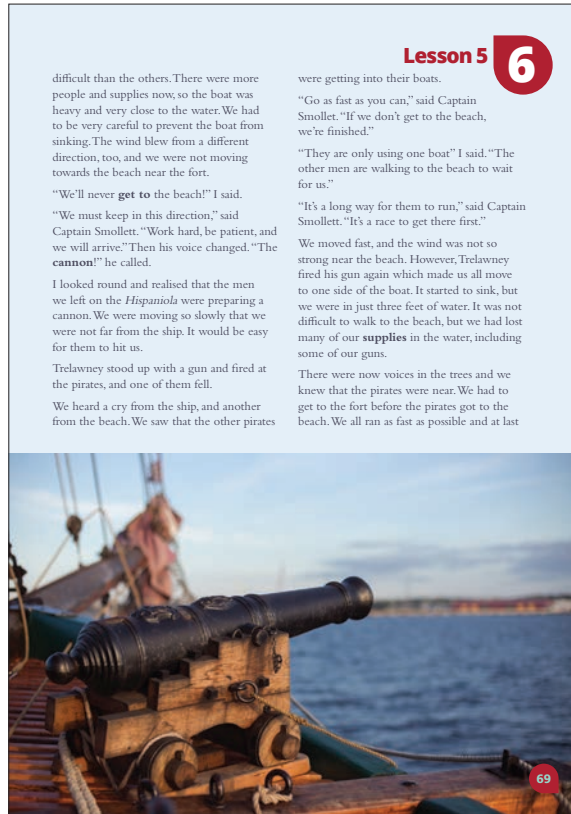 Lesson 5
6
difficult than the others. There were more
people and supplies now, so the boat was
heavy and very close to the water. We had
to be very careful to prevent the boat from
sinking. The wind blew from a different
direction, too, and we were not moving
towards the beach near the fort.
“We’ll never get to the beach!” I said.
“We must keep in this direction,” said
Captain Smollett. “Work hard, be patient, and
we will arrive.” Then his voice changed. “The
cannon!” he called.
I looked round and realised that the men
we left on the Hispaniola were preparing a
cannon. We were moving so slowly that we
were not far from the ship. It would be easy
for them to hit us.
Trelawney stood up with a gun and fired at
the pirates, and one of them fell.
We heard a cry from the ship, and another
from the beach. We saw that the other pirates
were getting into their boats.
“Go as fast as you can,” said Captain
Smollet. “If we don’t get to the beach,
we’re finished.”
“They are only using one boat” I said. “The
other men are walking to the beach to wait
for us.”
“It’s a long way for them to run,” said Captain
Smollett. “It’s a race to get there first.”
We moved fast, and the wind was not so
strong near the beach. However, Trelawney
fired his gun again which made us all move
to one side of the boat. It started to sink, but
we were in just three feet of water. It was not
difficult to walk to the beach, but we had lost
many of our supplies in the water, including
some of our guns.
There were now voices in the trees and we
knew that the pirates were near. We had to
get to the fort before the pirates got to the
beach. We all ran as fast as possible and at last
69